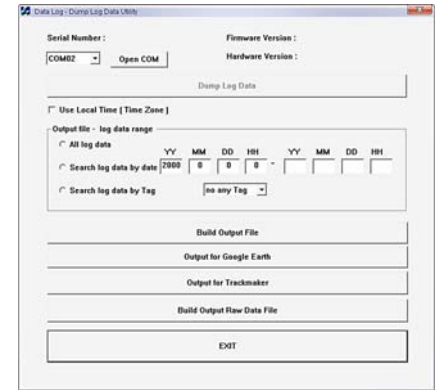 Data Log - Dump Log Data Utility
Serial Number : Firmware Version :
COM02 Open COM Hardware Version :
Dump Log Data
Use Local Time [ Time Zone ]
Output file - log data range
All log data
YY MM DD HH YY MM DD HH
Search log data by date 2000 0 0 0 -
Search log data by Tag no any Tag
Build Output File
Output for Google Earth
Output for Trackmaker
Build Output Raw Data File
EXIT